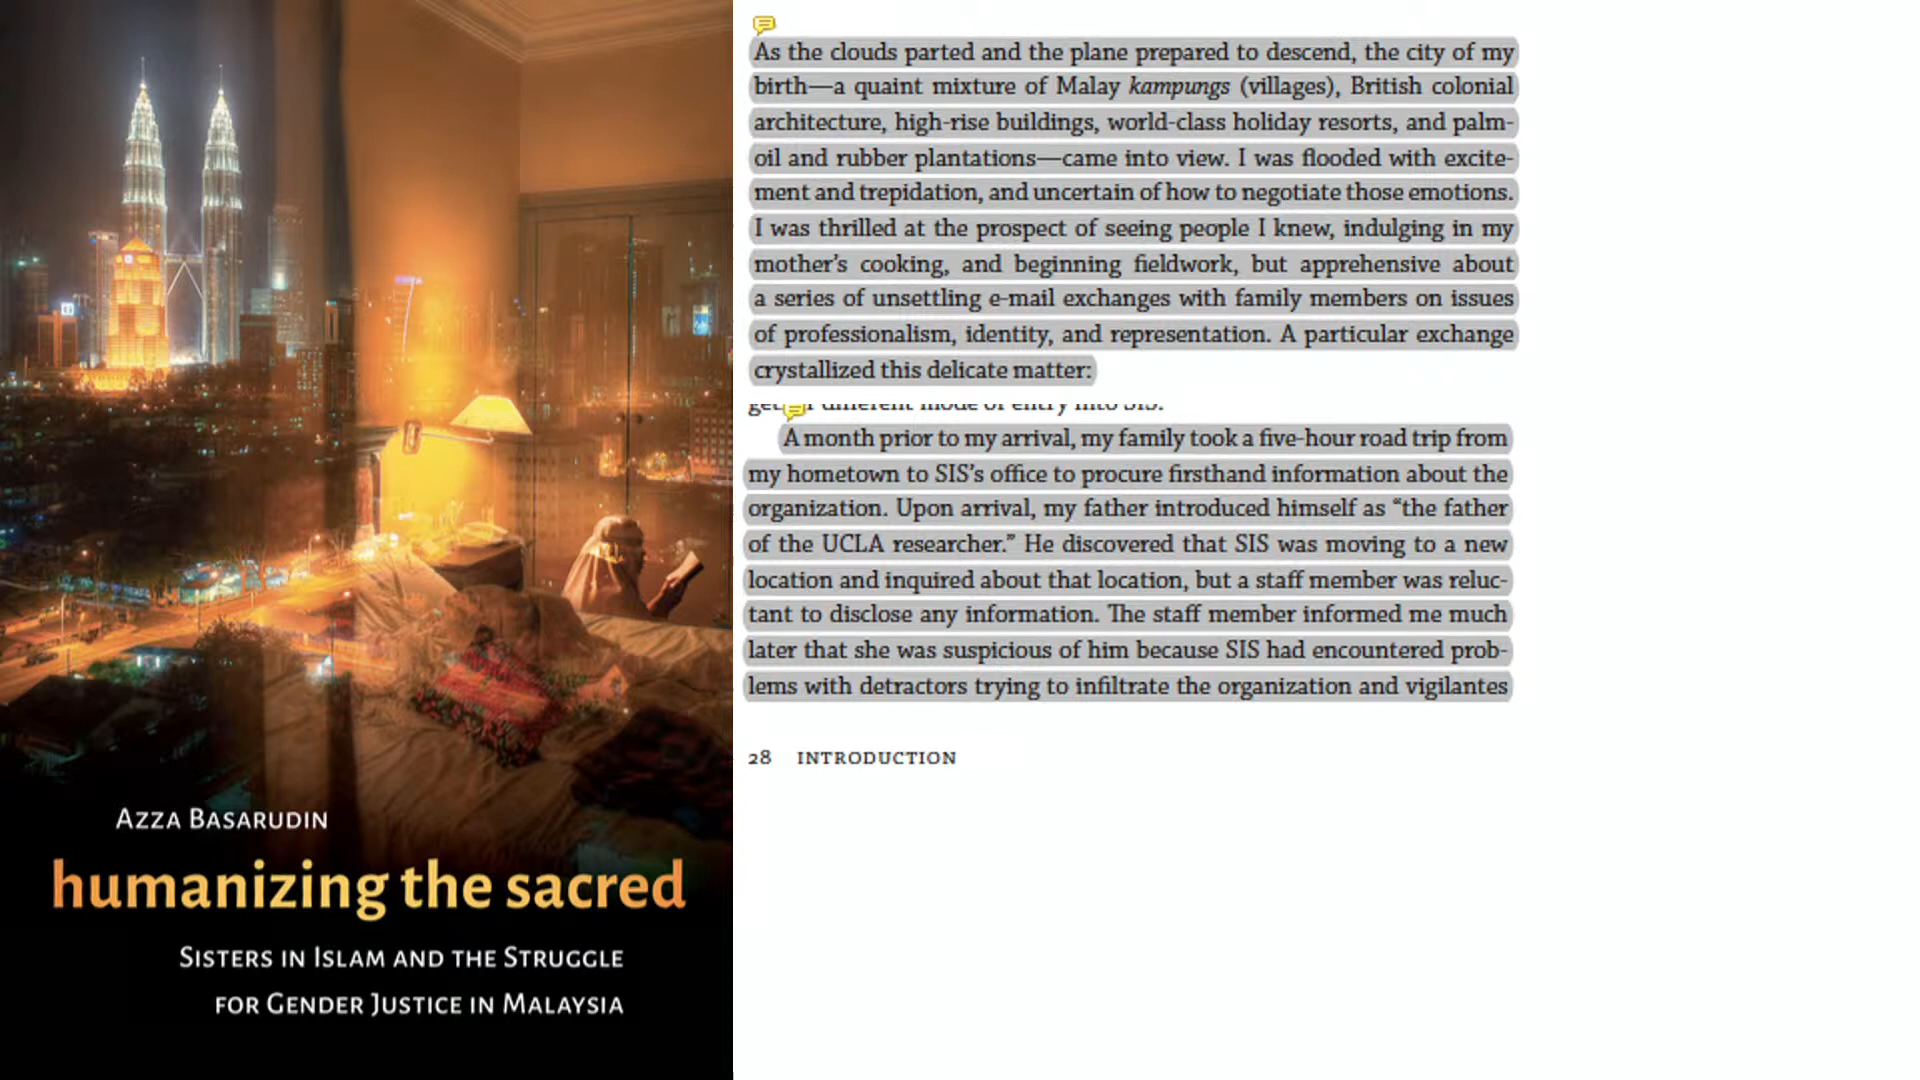 AZZA BASARUDIN
humanizing the sacred
SISTERS IN ISLAM AND THE STRUGGLE
FOR GENDER JUSTICE IN MALAYSIA
As the clouds parted and the plane prepared to descend, the city of my
birth—a quaint mixture of Malay kampungs (villages), British colonial
architecture, high-rise buildings, world-class holiday resorts, and palm-
oil and rubber plantations—came into view. I was flooded with excite-
ment and trepidation, and uncertain of how to negotiate those emotions.
I was thrilled at the prospect of seeing people I knew, indulging in my
mother's cooking, and beginning fieldwork, but apprehensive about
a series of unsettling e-mail exchanges with family members on issues
of professionalism, identity, and representation. A particular exchange
crystallized this delicate matter:
different mode of entry into SIS.
A month prior to my arrival, my family took a five-hour road trip from
my hometown to SIS's office to procure firsthand information about the
organization. Upon arrival, my father introduced himself as “the father
of the UCLA researcher.” He discovered that SIS was moving to a new
location and inquired about that location, but a staff member was reluc-
tant to disclose any information. The staff member informed me much
later that she was suspicious of him because SIS had encountered prob-
lems with detractors trying to infiltrate the organization and vigilantes
28 INTRODUCTION